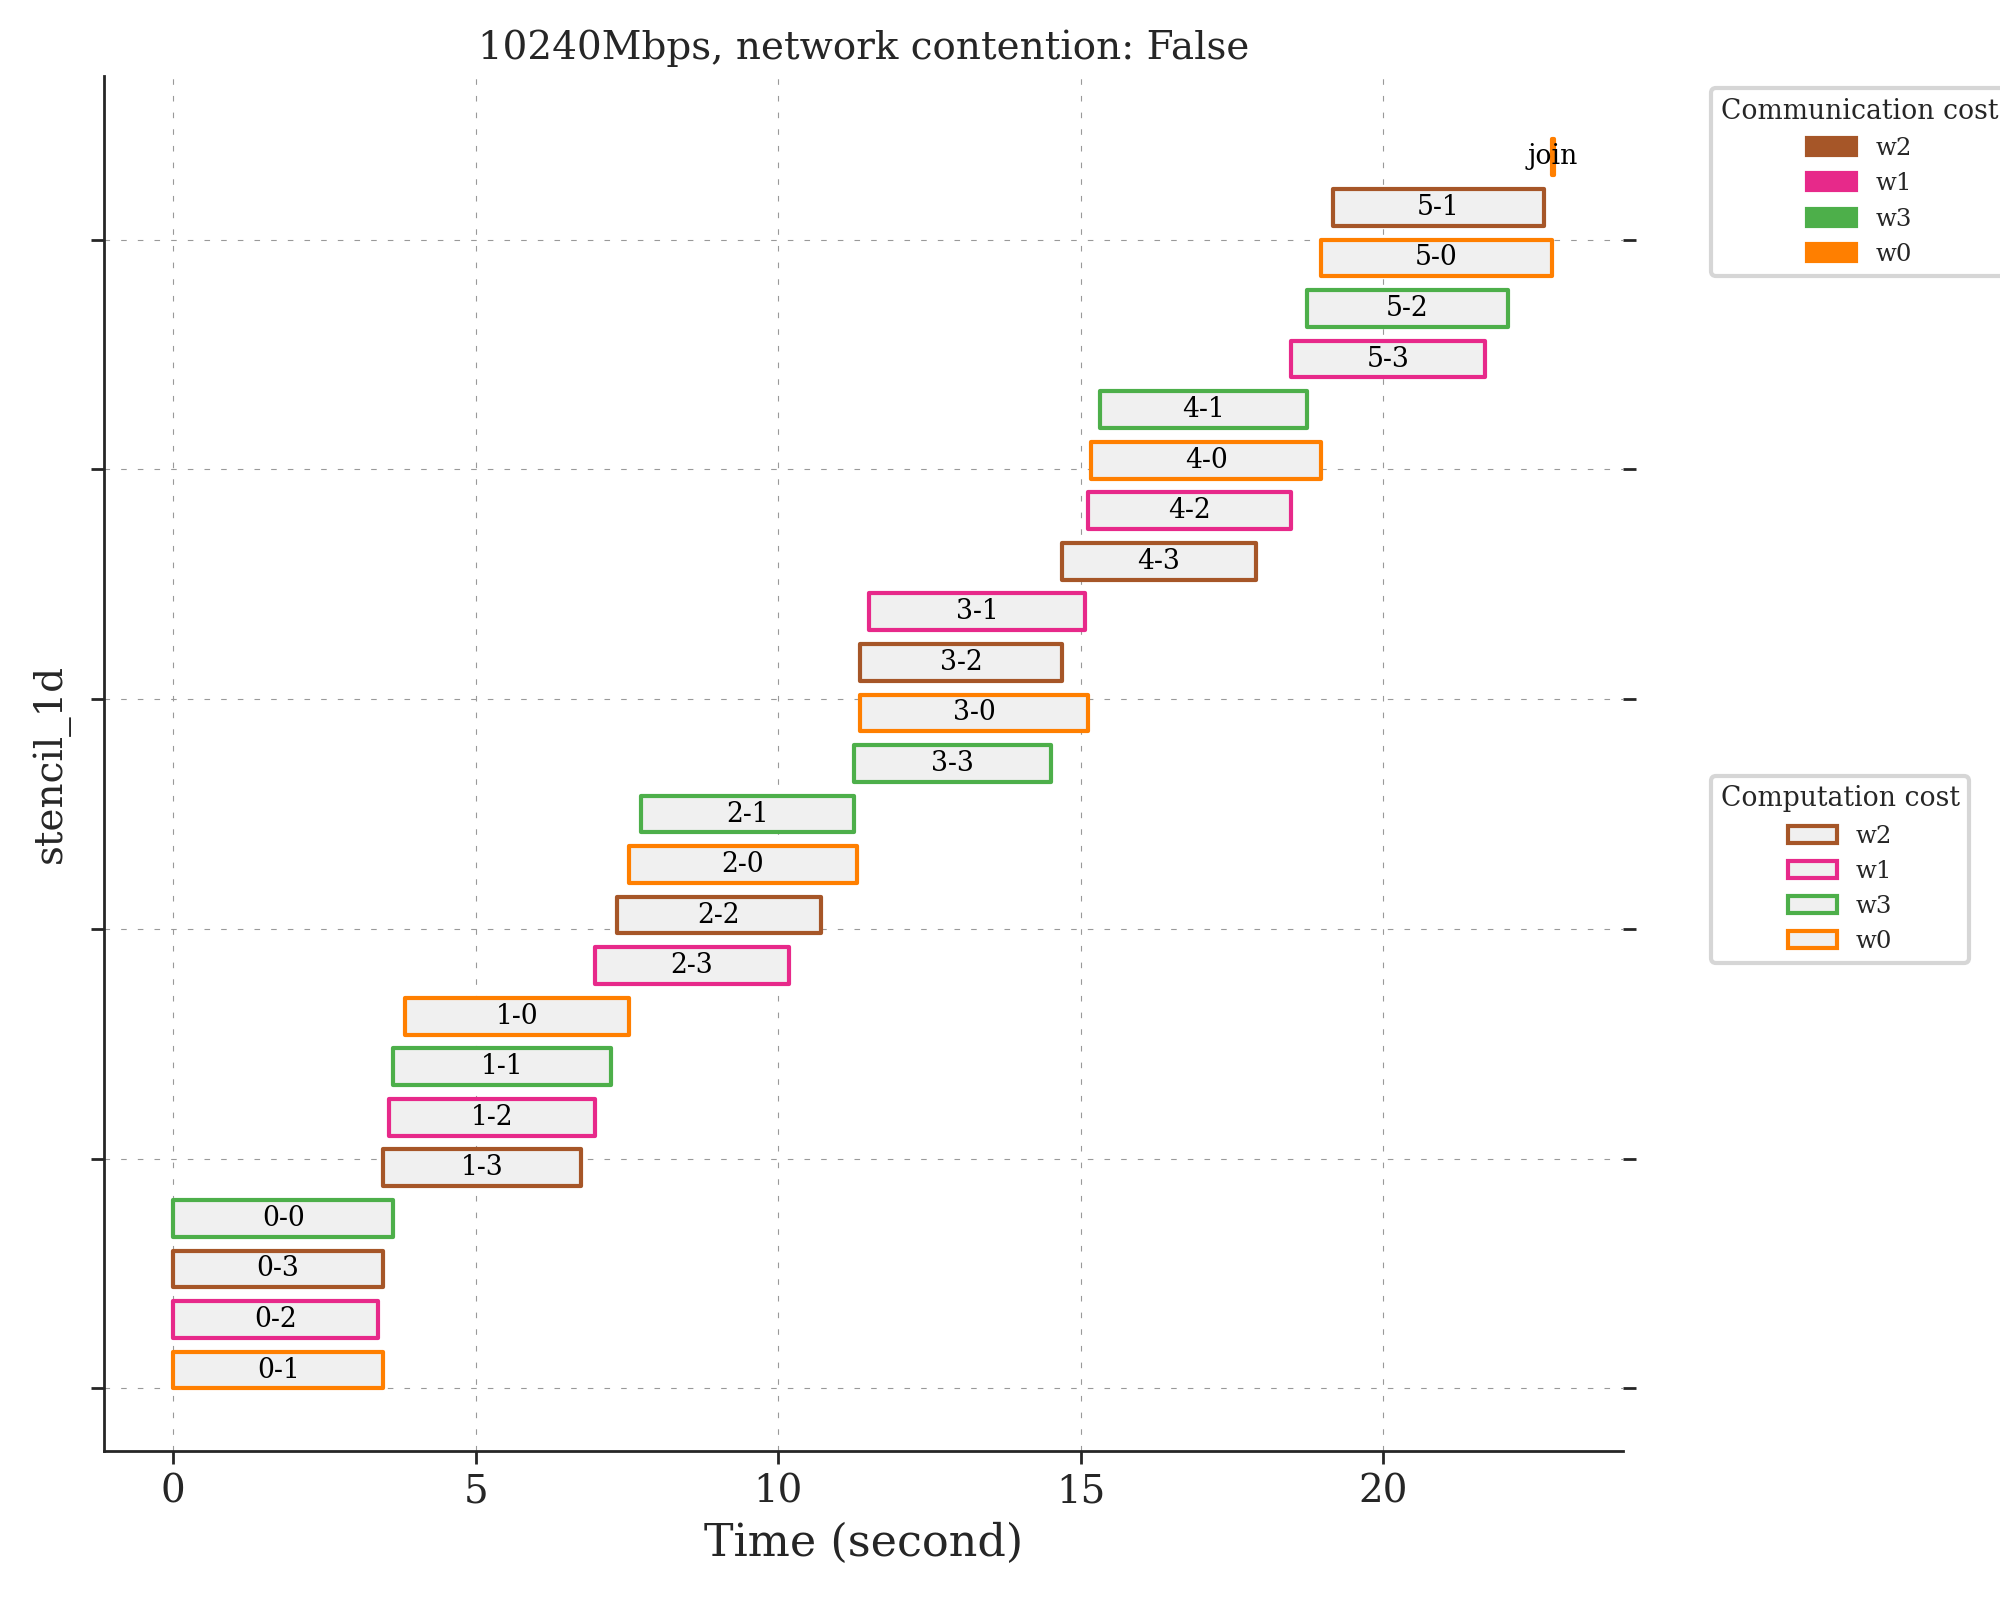 10240Mbps, network contention: False
Communication cost
w2
w1
w3
w0
join
5-1
5-0
5-2
5-3
4-1
4-0
4-2
4-3
3-1
3-2
3-0
3-3
2-1
2-0
2-2
2-3
1-0
1-1
1-2
1-3
0-0
0-3
0-2
0-1
stencil_1d
Computation cost
w2
w1
w3
w0
0 5 10 15 20
Time (second)